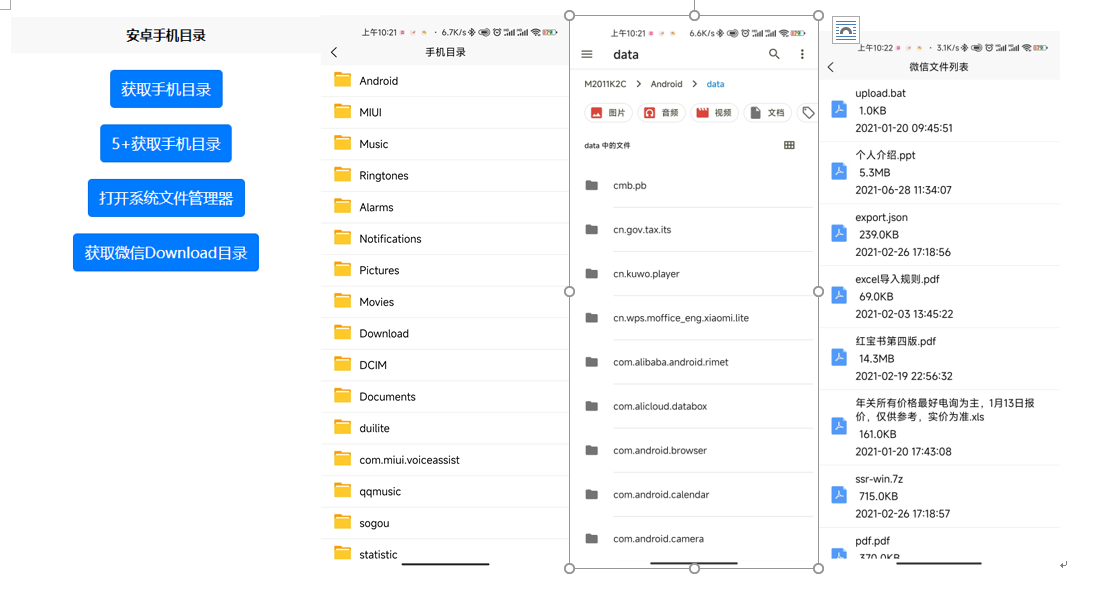 安卓手机目录
获取手机目录
5+获取手机目录
打开系统文件管理器
获取微信Download目录
上午10:21
6.7K/s
手机目录
Android
MIUI
Music
Ringtones
Alarms
Notifications
Pictures
Movies
Download
DCIM
Documents
duilite
com.miui.voiceassist
qqmusic
sogou
statistic
上午10:21
6.6K/s
data
M2011K2C
Android
data
图片
音频
视频
文档
data 中的文件
cmb.pb
cn.gov.tax.its
cn.kuwo.player
cn.wps.moffice_eng.xiaomi.lite
com.alibaba.android.rimet
com.alicloud.databox
com.android.browser
com.android.calendar
com.android.camera
上午10:22
3.1K/s
微信文件列表
upload.bat
1.0KB
2021-01-20 09:45:51
个人介绍.ppt
5.3MB
2021-06-28 11:34:07
export.json
239.0KB
2021-02-26 17:18:56
excel导入规则.pdf
69.0KB
2021-02-03 13:45:22
红宝书第四版.pdf
14.3MB
2021-02-19 22:56:32
年关所有价格最好电询为主，1月13日报
价，仅供参考，实价为准.xls
161.0KB
2021-01-20 17:43:08
ssr-win.7z
715.0KB
2021-02-26 17:18:57
pdf.pdf
370.0KB